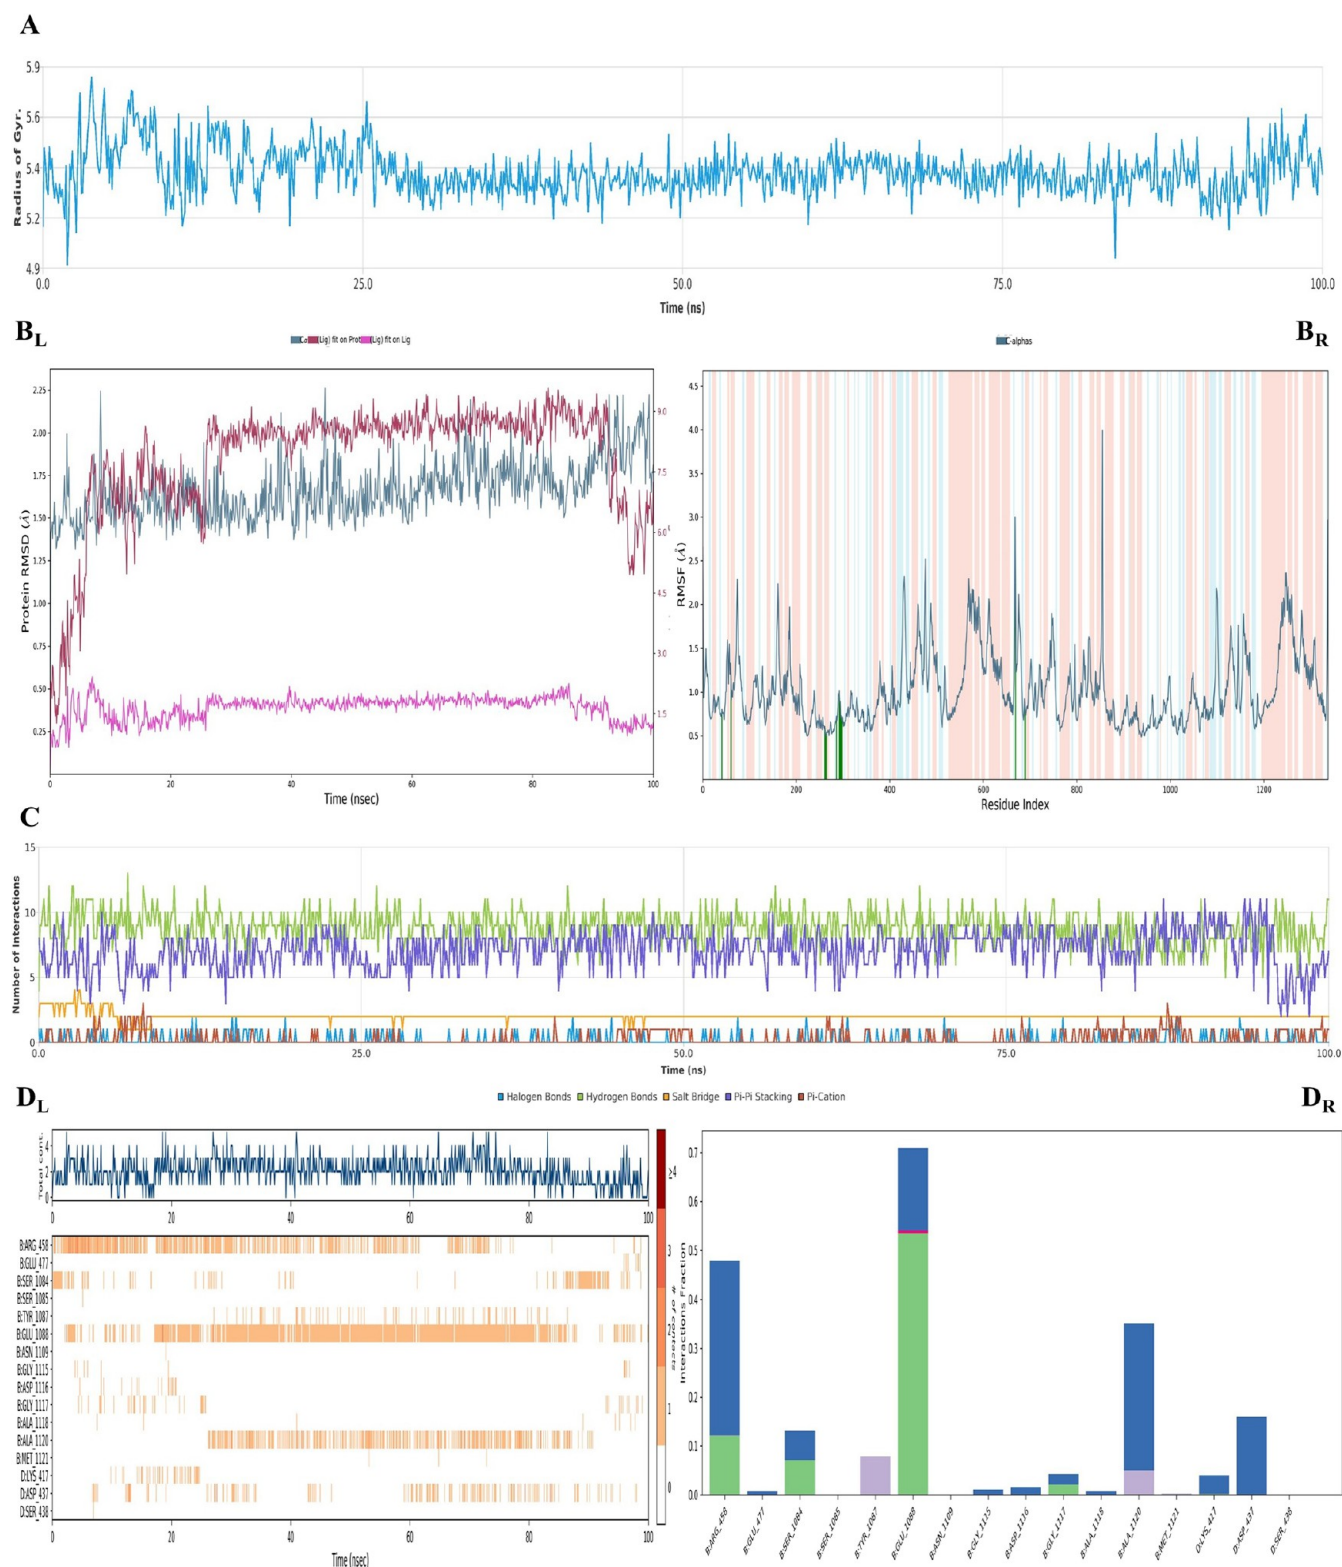 A
5.9
5.6
5.4
5.2
4.9
Radius of Gyr.
0.0 25.0 50.0 75.0 100.0
Time (ns)
B_L B_R
(Lig) fit on Prot (Lig) fit on Lig
C-alphas
2.25
2.00
1.75
1.50
1.25
1.00
0.75
0.50
0.25
Protein RMSD (Å)
9.0
7.5
6.0
4.5
3.0
1.5
0 20 40 60 80 100
Time (nsec)
4.5
4.0
3.5
3.0
2.5
2.0
1.5
1.0
0.5
RMSF (Å)
0 200 400 600 800 1000 1200
Residue Index
C
15
10
5
0
Number of Interactions
0.0 25.0 50.0 75.0 100.0
Time (ns)
Halogen Bonds Hydrogen Bonds Salt Bridge Pi-Pi Stacking Pi-Cation
D_L D_R
Total cont.
4
2
0
0 20 40 60 80 100
B:ARG_458
B:GLU_477
B:SER_1084
B:SER_1085
B:TYR_1087
B:GLU_1088
B:ASN_1109
B:GLY_1115
B:ASP_1116
B:GLY_1117
B:ALA_1118
B:ALA_1120
B:MET_1121
D:LYS_417
D:ASP_437
D:SER_438
0 20 40 60 80 100
Time (nsec)
≥4
3
2
1
0
# of contacts
0.7
0.6
0.5
0.4
0.3
0.2
0.1
0.0
Interactions Fraction
B:ARG_458
B:GLU_477
B:SER_1084
B:SER_1085
B:TYR_1087
B:GLU_1088
B:ASN_1109
B:GLY_1115
B:ASP_1116
B:GLY_1117
B:ALA_1118
B:ALA_1120
B:MET_1121
D:LYS_417
D:ASP_437
D:SER_438